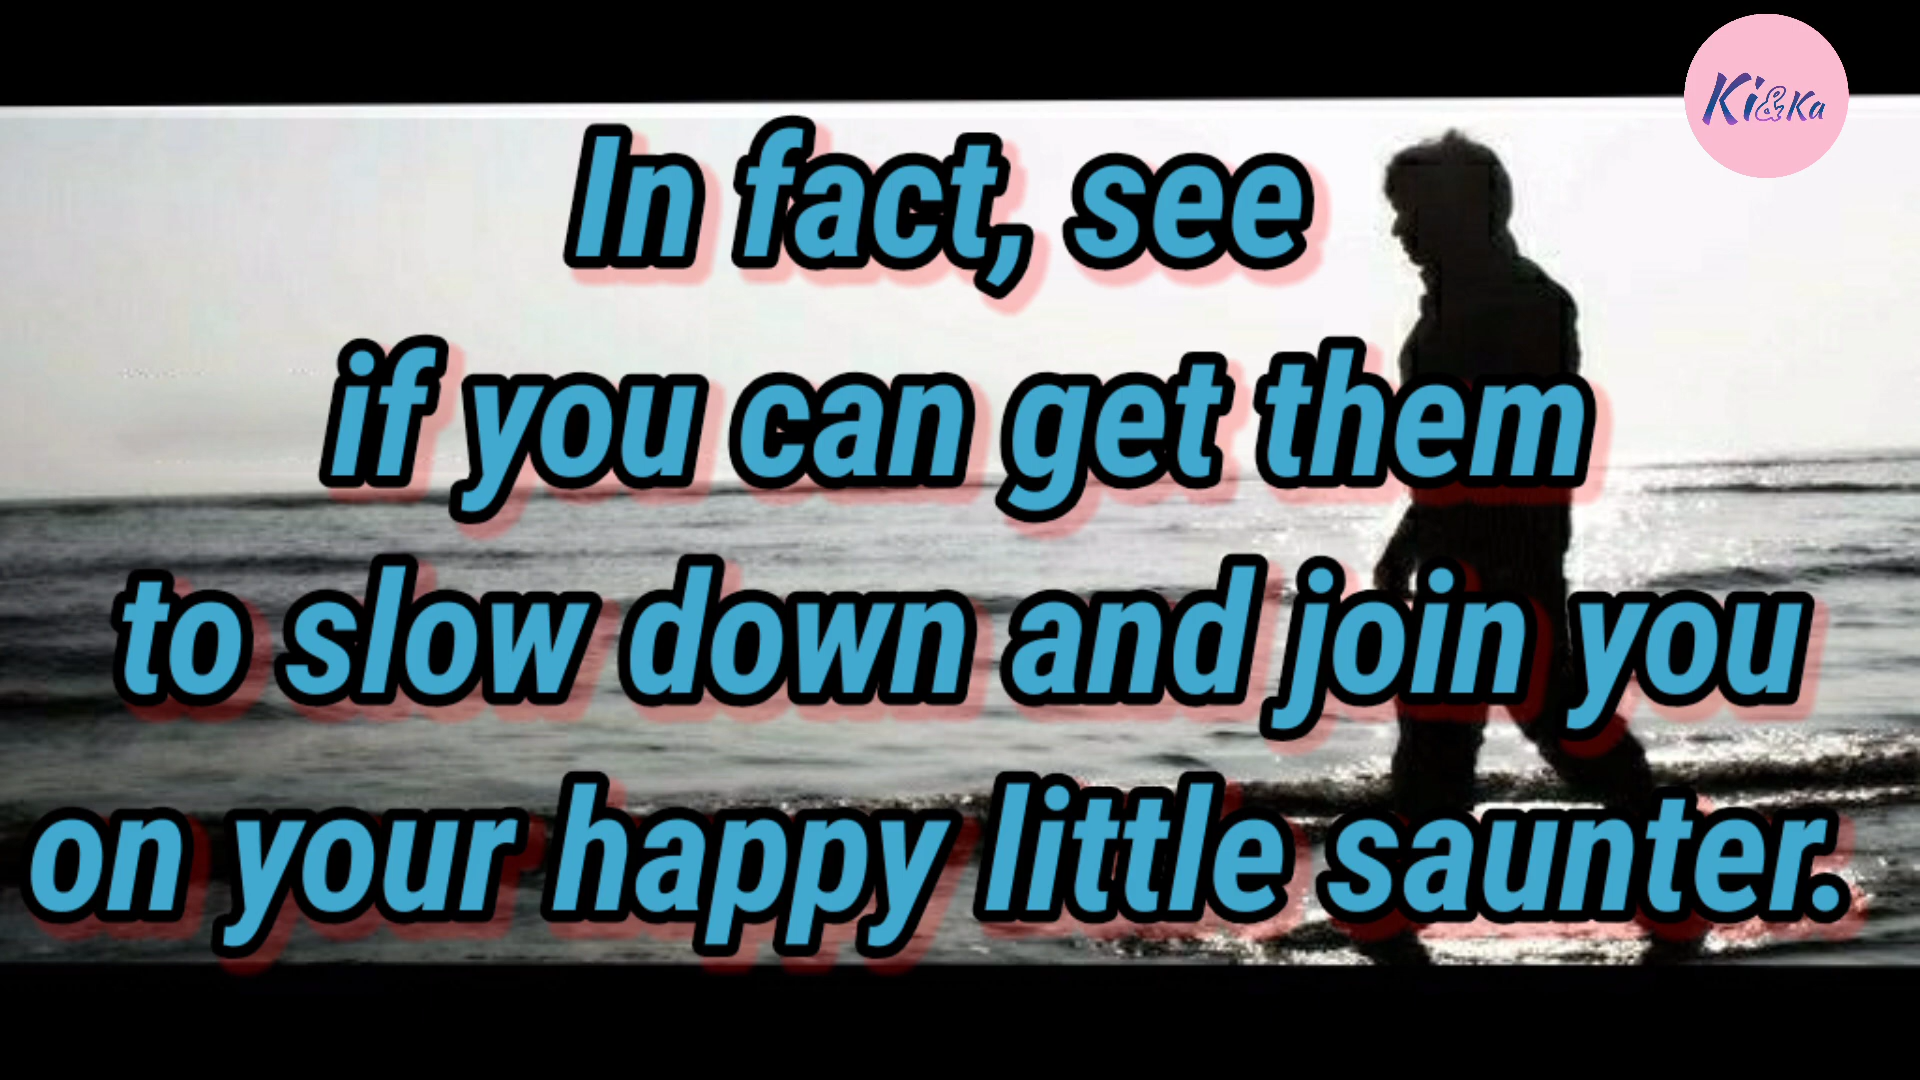 Ki&Ka
In fact, see
if you can get them
to slow down and join you
on your happy little saunter.